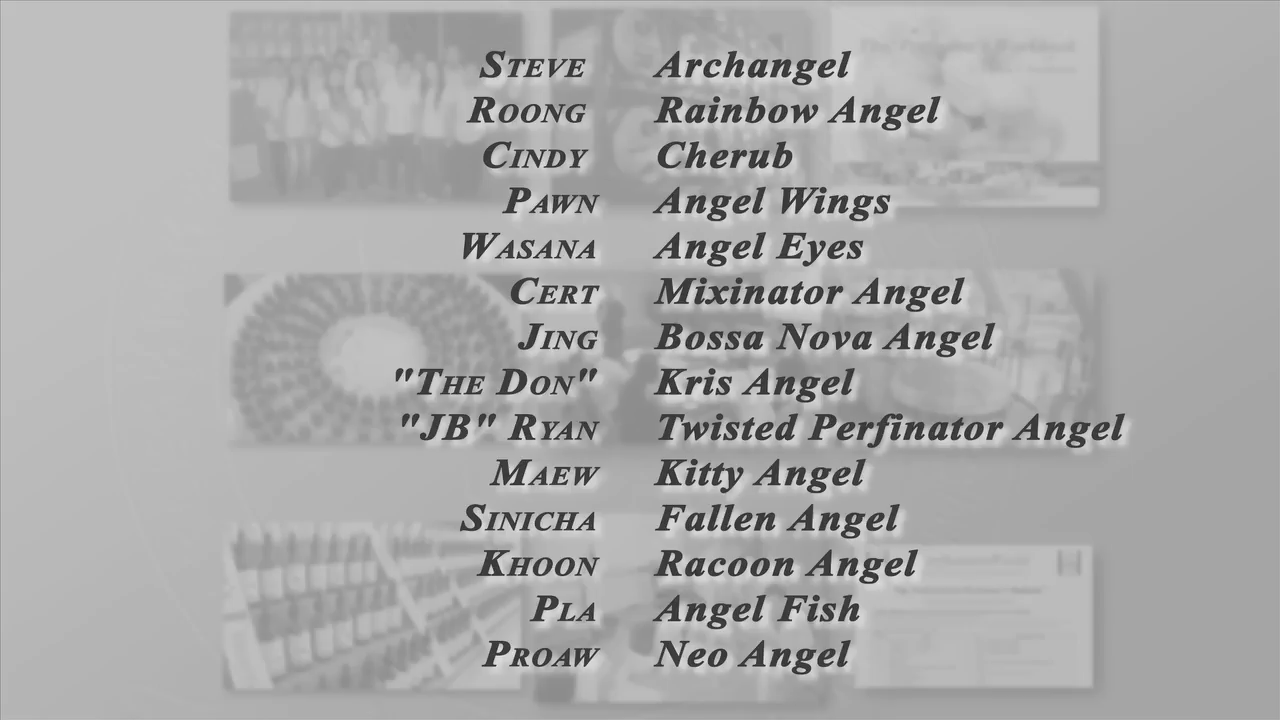 STEVE Archangel
ROONG Rainbow Angel
CINDY Cherub
PAWN Angel Wings
WASANA Angel Eyes
CERT Mixinator Angel
JING Bossa Nova Angel
"THE DON" Kris Angel
"JB" RYAN Twisted Perfinator Angel
MAEW Kitty Angel
SINICHA Fallen Angel
KHOON Racoon Angel
PLA Angel Fish
PROAW Neo Angel